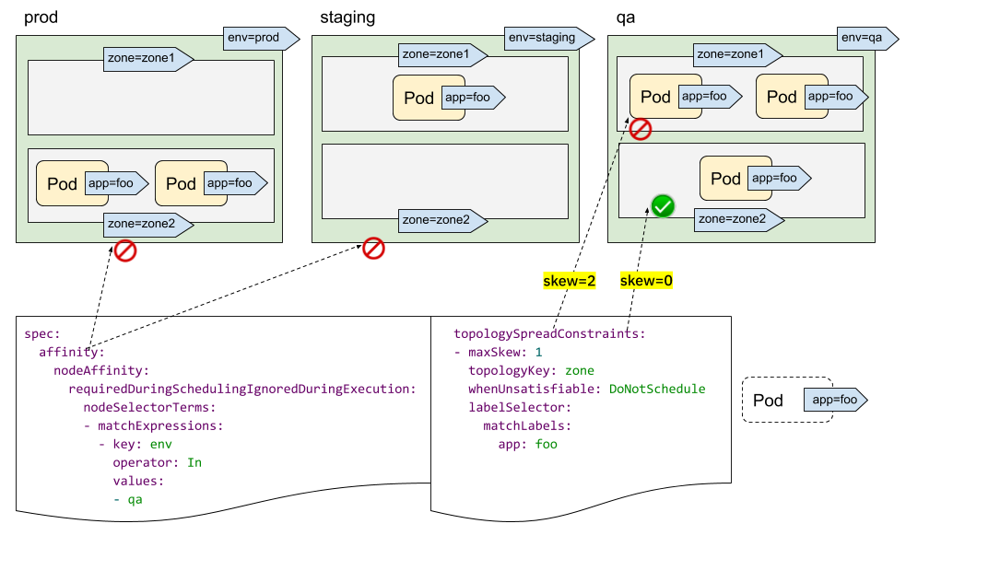 prod
env=prod
zone=zone1
Pod
app=foo
Pod
app=foo
zone=zone2
staging
env=staging
zone=zone1
Pod
app=foo
zone=zone2
qa
env=qa
zone=zone1
Pod
app=foo
Pod
app=foo
Pod
app=foo
zone=zone2
skew=2
skew=0
spec:
  affinity:
    nodeAffinity:
      requiredDuringSchedulingIgnoredDuringExecution:
        nodeSelectorTerms:
        - matchExpressions:
          - key: env
            operator: In
            values:
            - qa
topologySpreadConstraints:
- maxSkew: 1
  topologyKey: zone
  whenUnsatisfiable: DoNotSchedule
  labelSelector:
    matchLabels:
      app: foo
Pod
app=foo